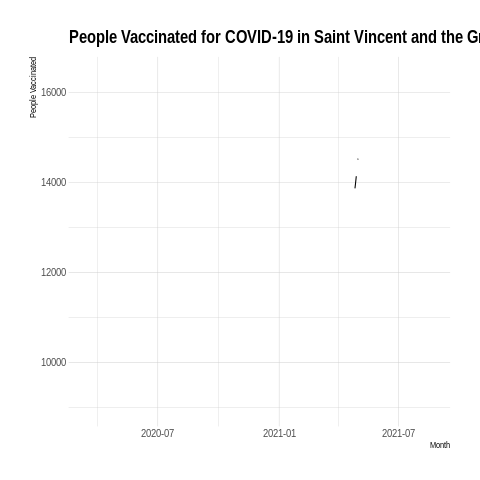 People Vaccinated for COVID-19 in Saint Vincent and the Gr
People Vaccinated
16000
14000
12000
10000
2020-07 2021-01 2021-07
Month